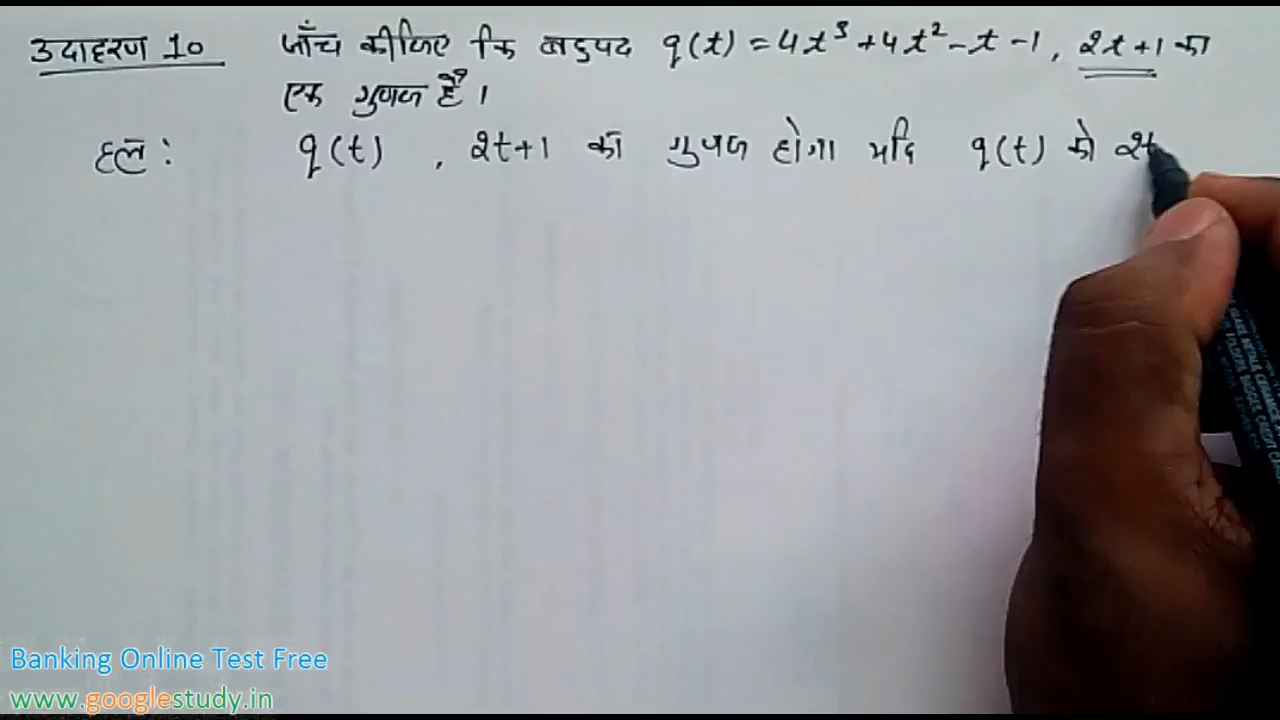 उदाहरण 10 जाँच कीजिए कि बहुपद q(t) = 4t³ + 4t² - t - 1, 2t + 1 का
एक गुणज है।
हल: q(t) , 2t+1 का गुणज होगा यदि q(t) को 2t
Banking Online Test Free
www.googlestudy.in